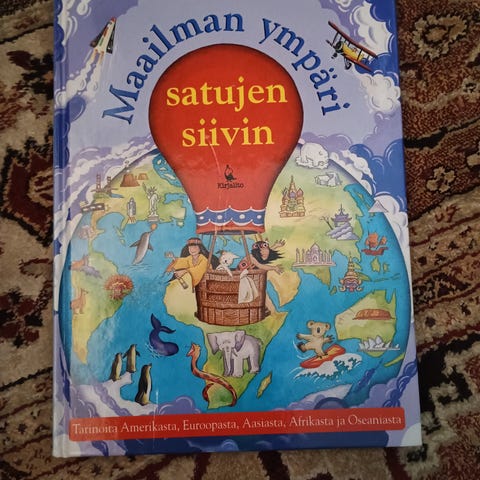 Maailman ympäri
satujen
siivin
Kirjalito
Tarinoita Amerikasta, Euroopasta, Aasiasta, Afrikasta ja Oseaniasta